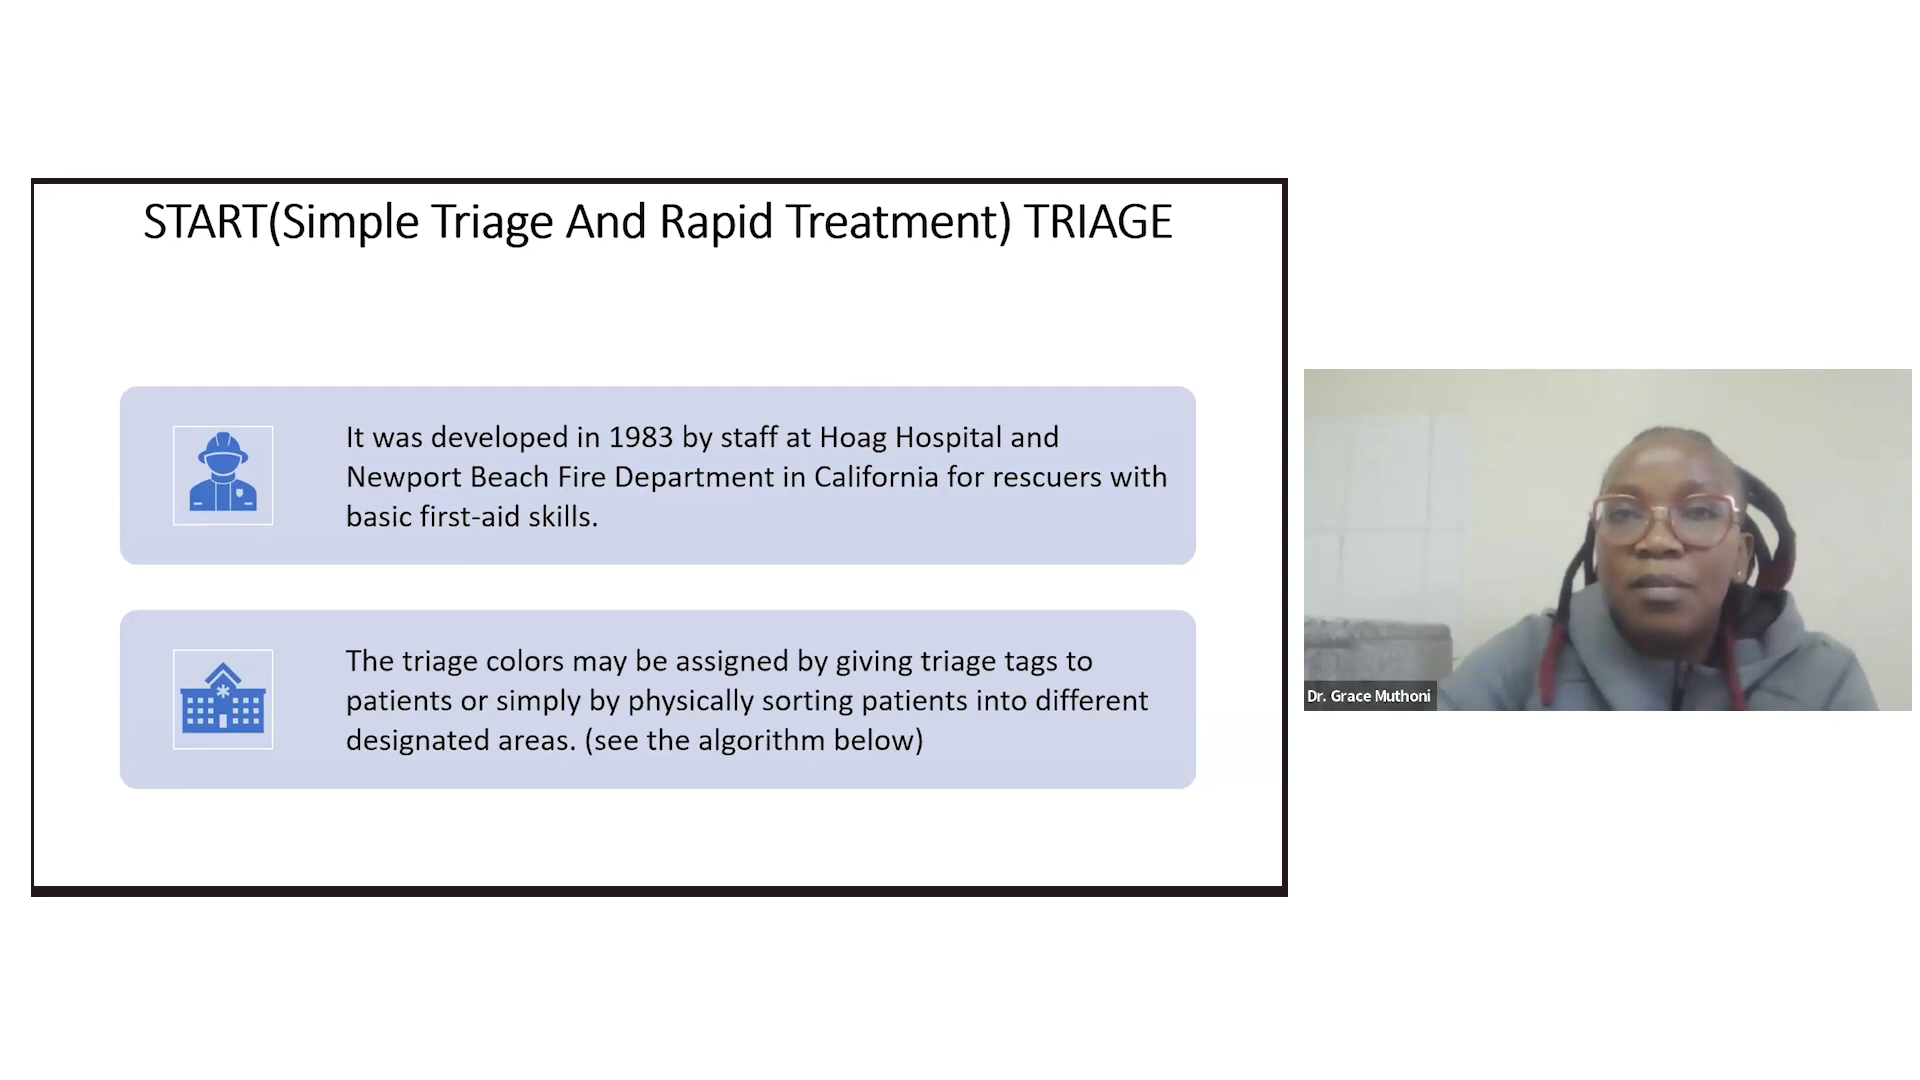 START(Simple Triage And Rapid Treatment) TRIAGE
It was developed in 1983 by staff at Hoag Hospital and
Newport Beach Fire Department in California for rescuers with
basic first-aid skills.
The triage colors may be assigned by giving triage tags to
patients or simply by physically sorting patients into different
designated areas. (see the algorithm below)
Dr. Grace Muthoni